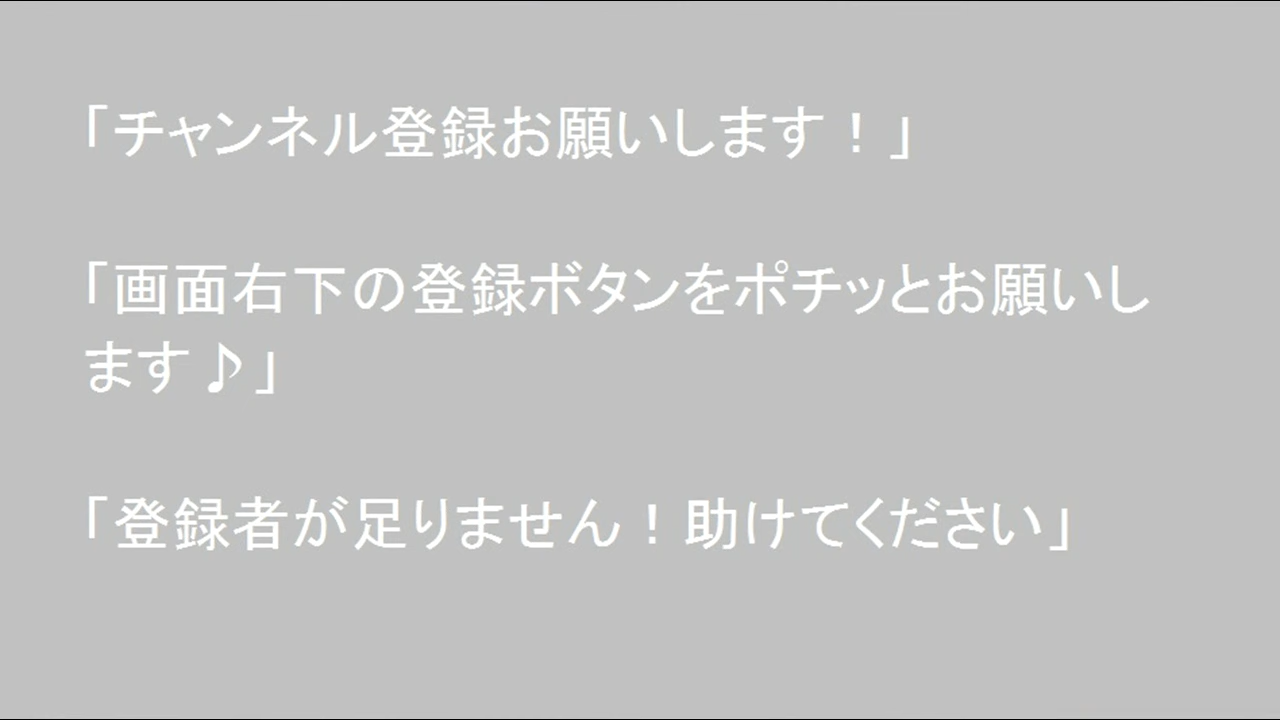 「チャンネル登録お願いします！」
「画面右下の登録ボタンをポチッとお願いし
ます♪」
「登録者が足りません！助けてください」